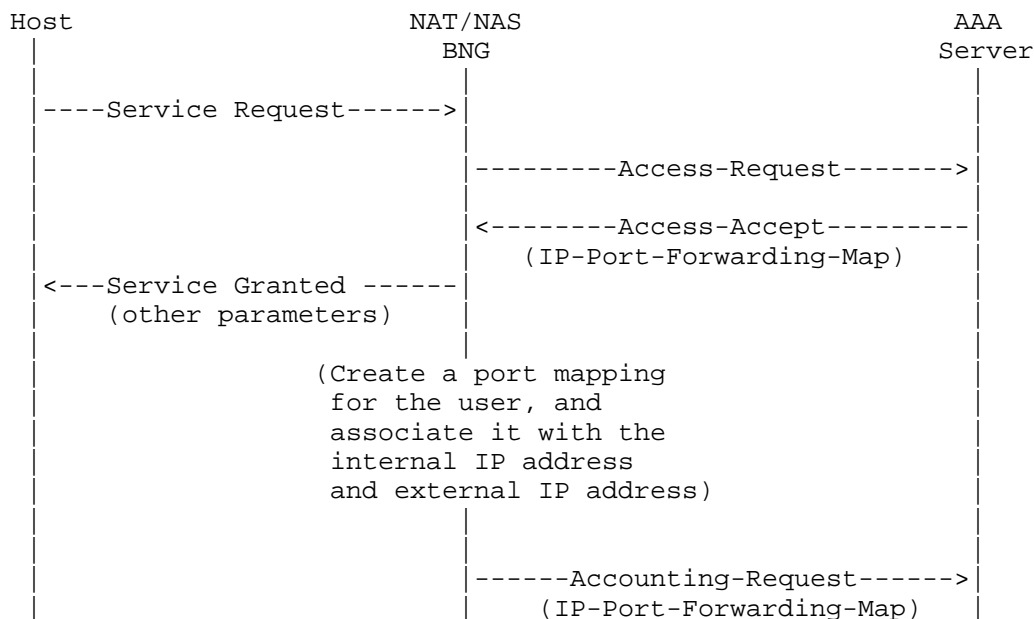 Host NAT/NAS AAA
BNG Server
----Service Request------>
---------Access-Request------->
<--------Access-Accept---------
(IP-Port-Forwarding-Map)
<---Service Granted ------
(other parameters)
(Create a port mapping
for the user, and
associate it with the
internal IP address
and external IP address)
------Accounting-Request------>
(IP-Port-Forwarding-Map)